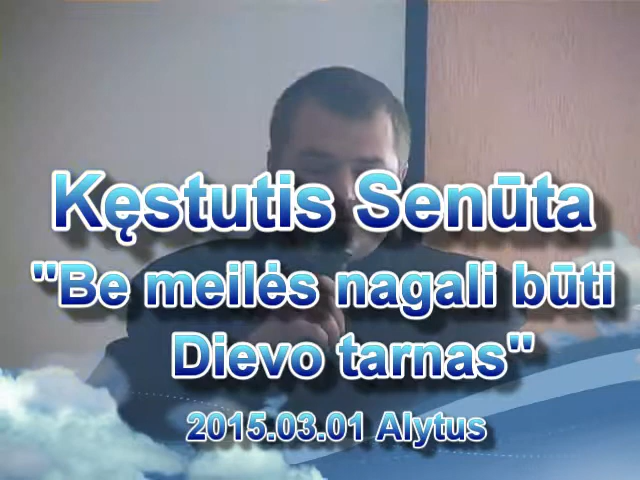 Kęstutis Senūta
"Be meilės nagali būti
Dievo tarnas"
2015.03.01 Alytus